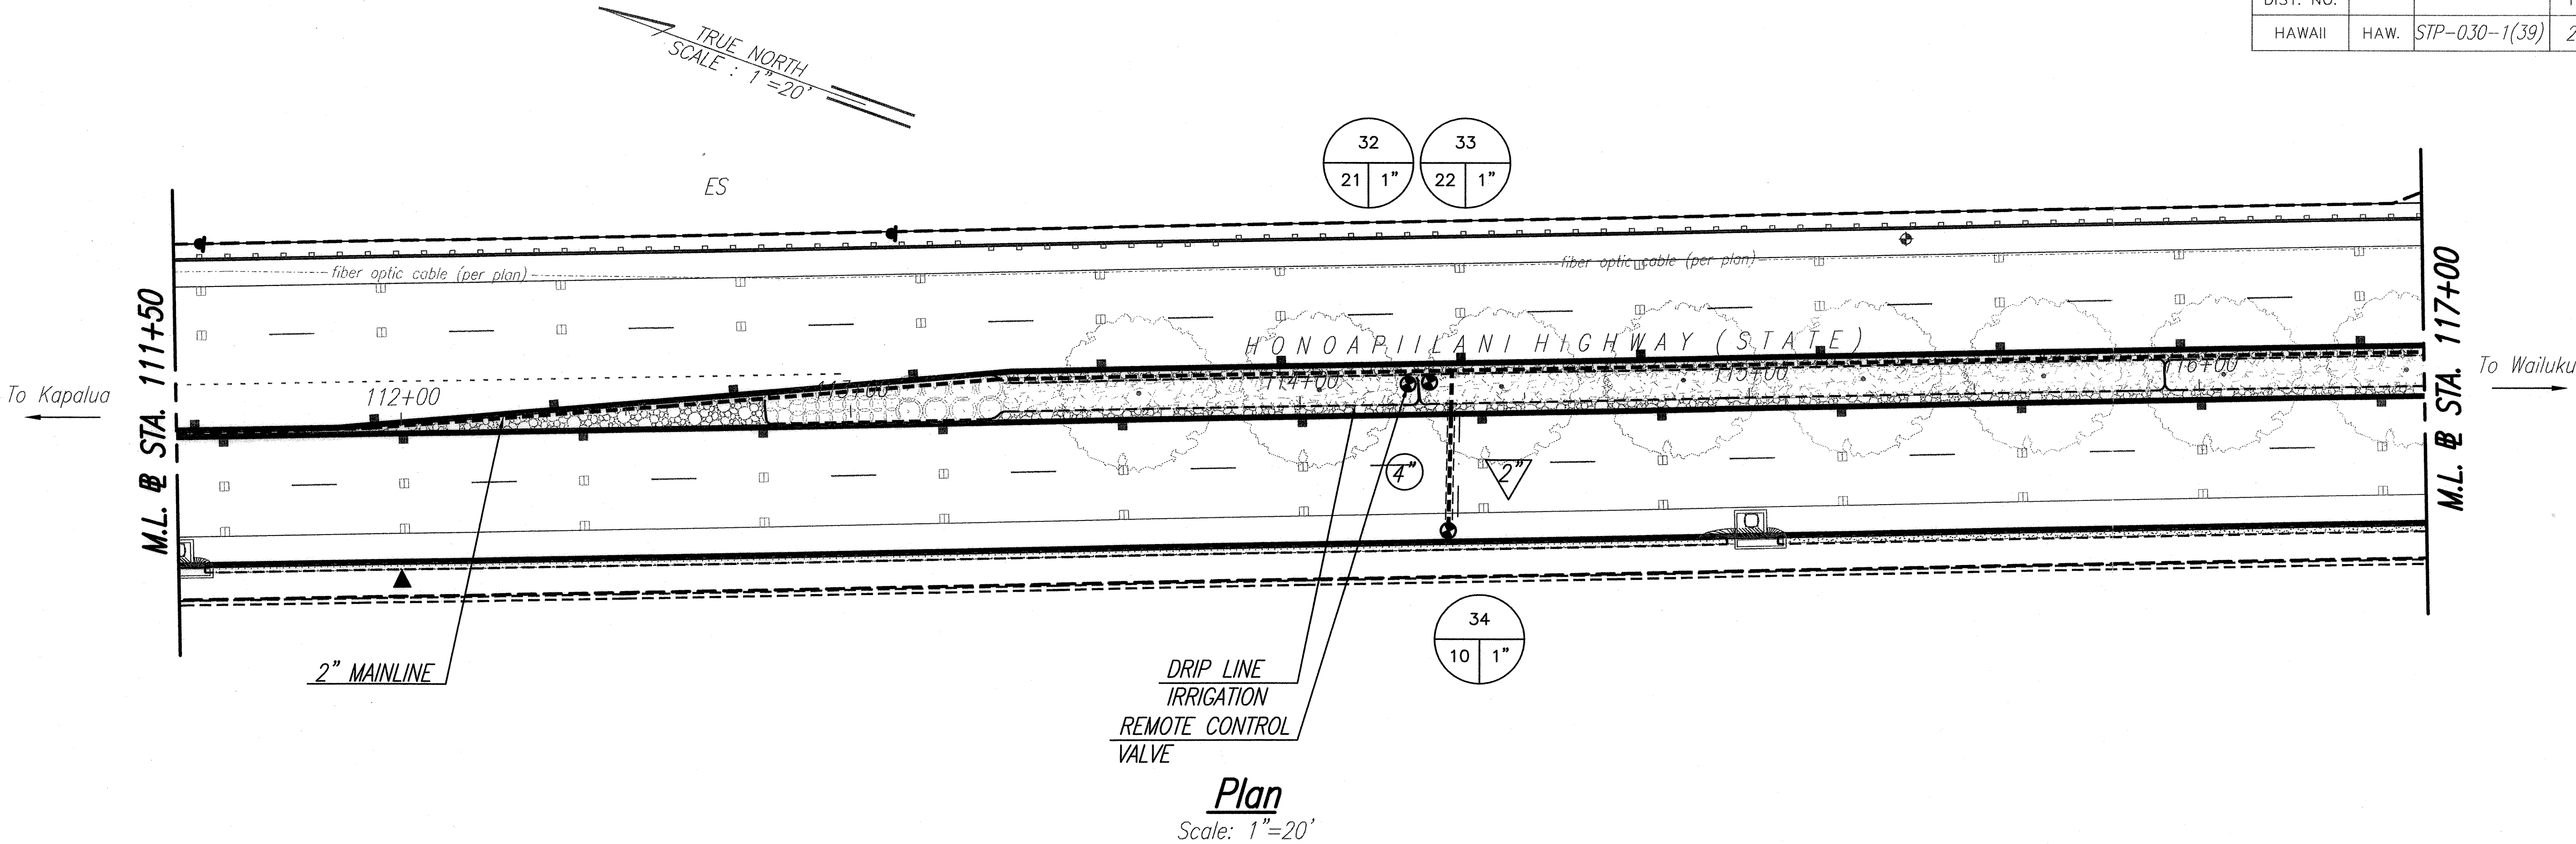 DIST. NO.
HAWAII HAW. STP-030-1(39) 2
TRUE NORTH
SCALE : 1"=20'
ES
32
21 1"
33
22 1"
fiber optic cable (per plan)
fiber optic cable (per plan)
HONOAPIILANI HIGHWAY (STATE)
M.L. BL STA. 111+50
M.L. BL STA. 117+00
To Kapalua
To Wailuku
112+00
113+00
114+00
115+00
116+00
4"
2"
34
10 1"
2" MAINLINE
DRIP LINE
IRRIGATION
REMOTE CONTROL
VALVE
Plan
Scale: 1"=20'